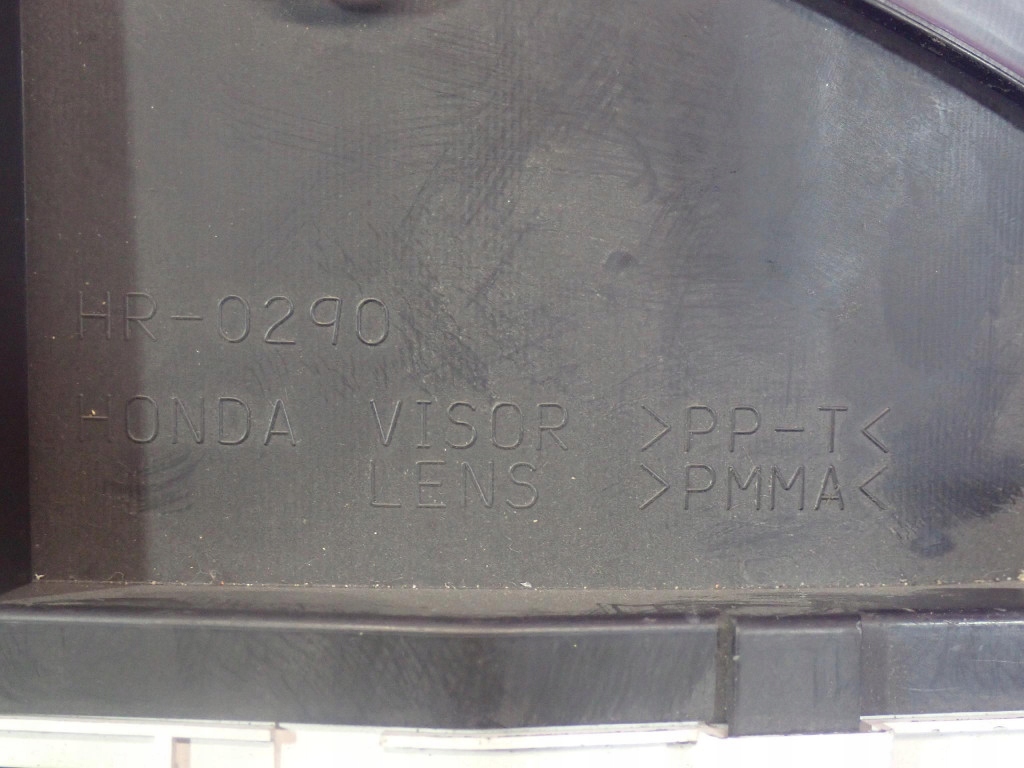 HR-0290
HONDA VISOR >PP-T<
LENS >PMMA<